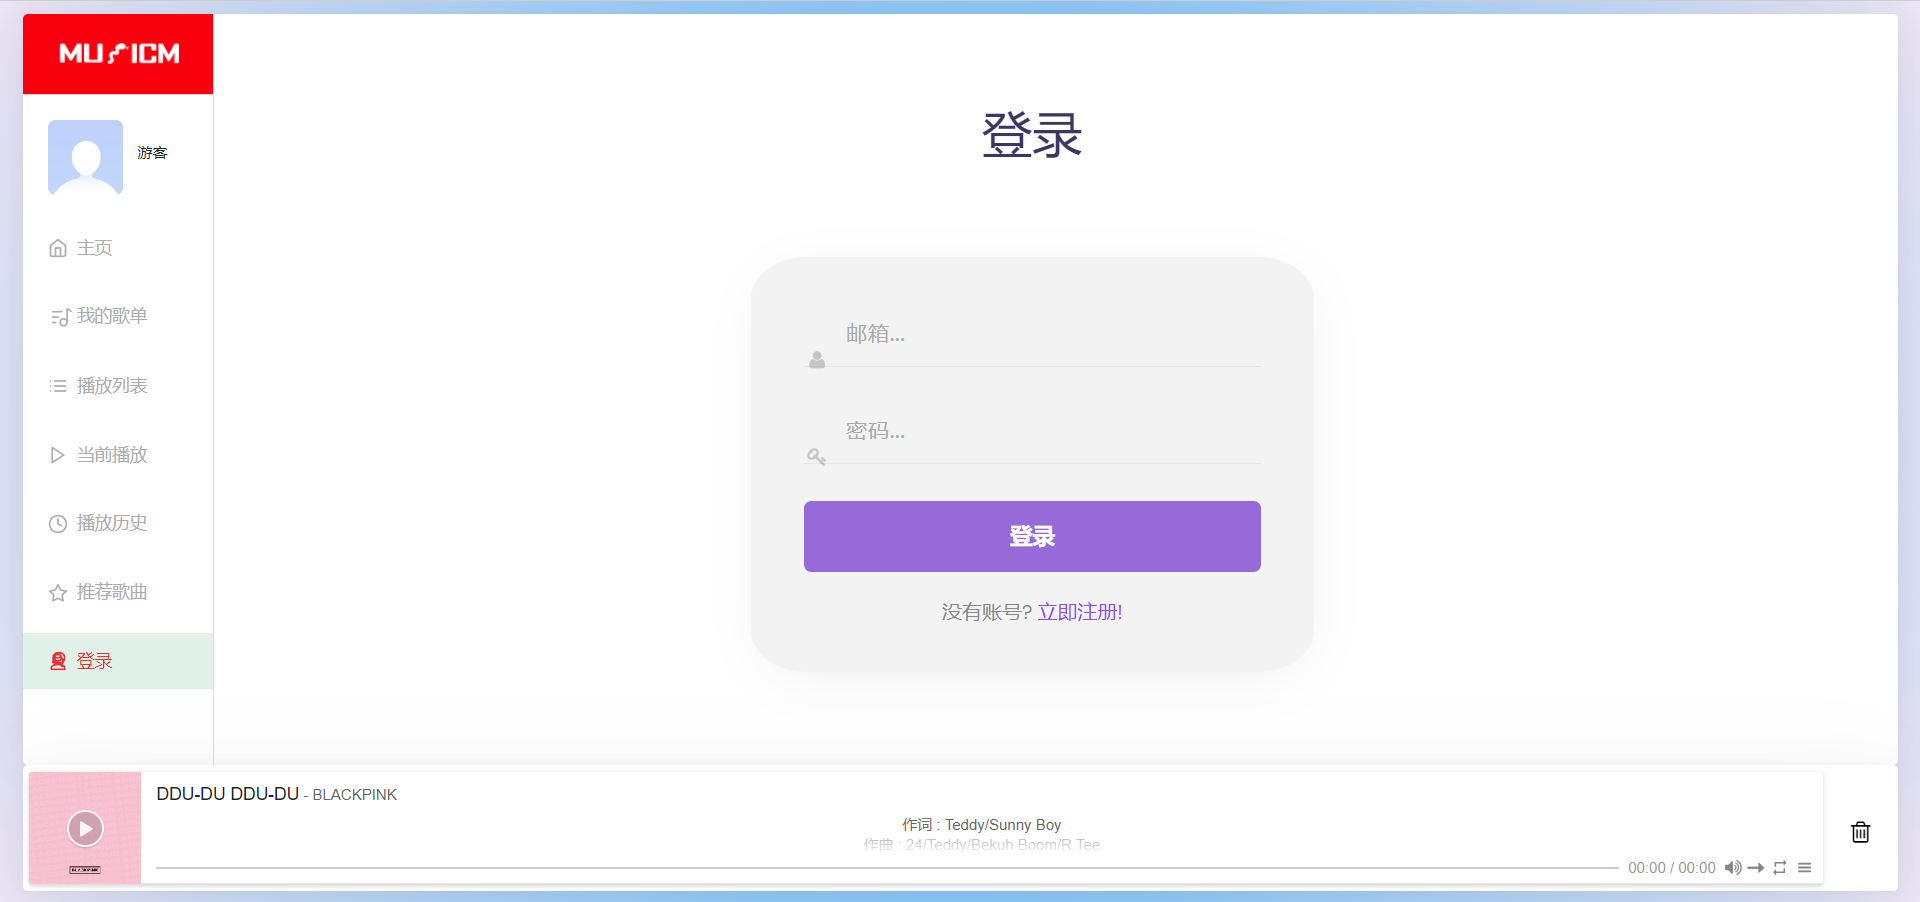 MUSICM
游客
主页
我的歌单
播放列表
当前播放
播放历史
推荐歌曲
登录
登录
邮箱...
密码...
登录
没有账号? 立即注册!
BLACKPINK
DDU-DU DDU-DU - BLACKPINK
作词 : Teddy/Sunny Boy
作曲 : 24/Teddy/Bekuh Boom/R.Tee
00:00 / 00:00